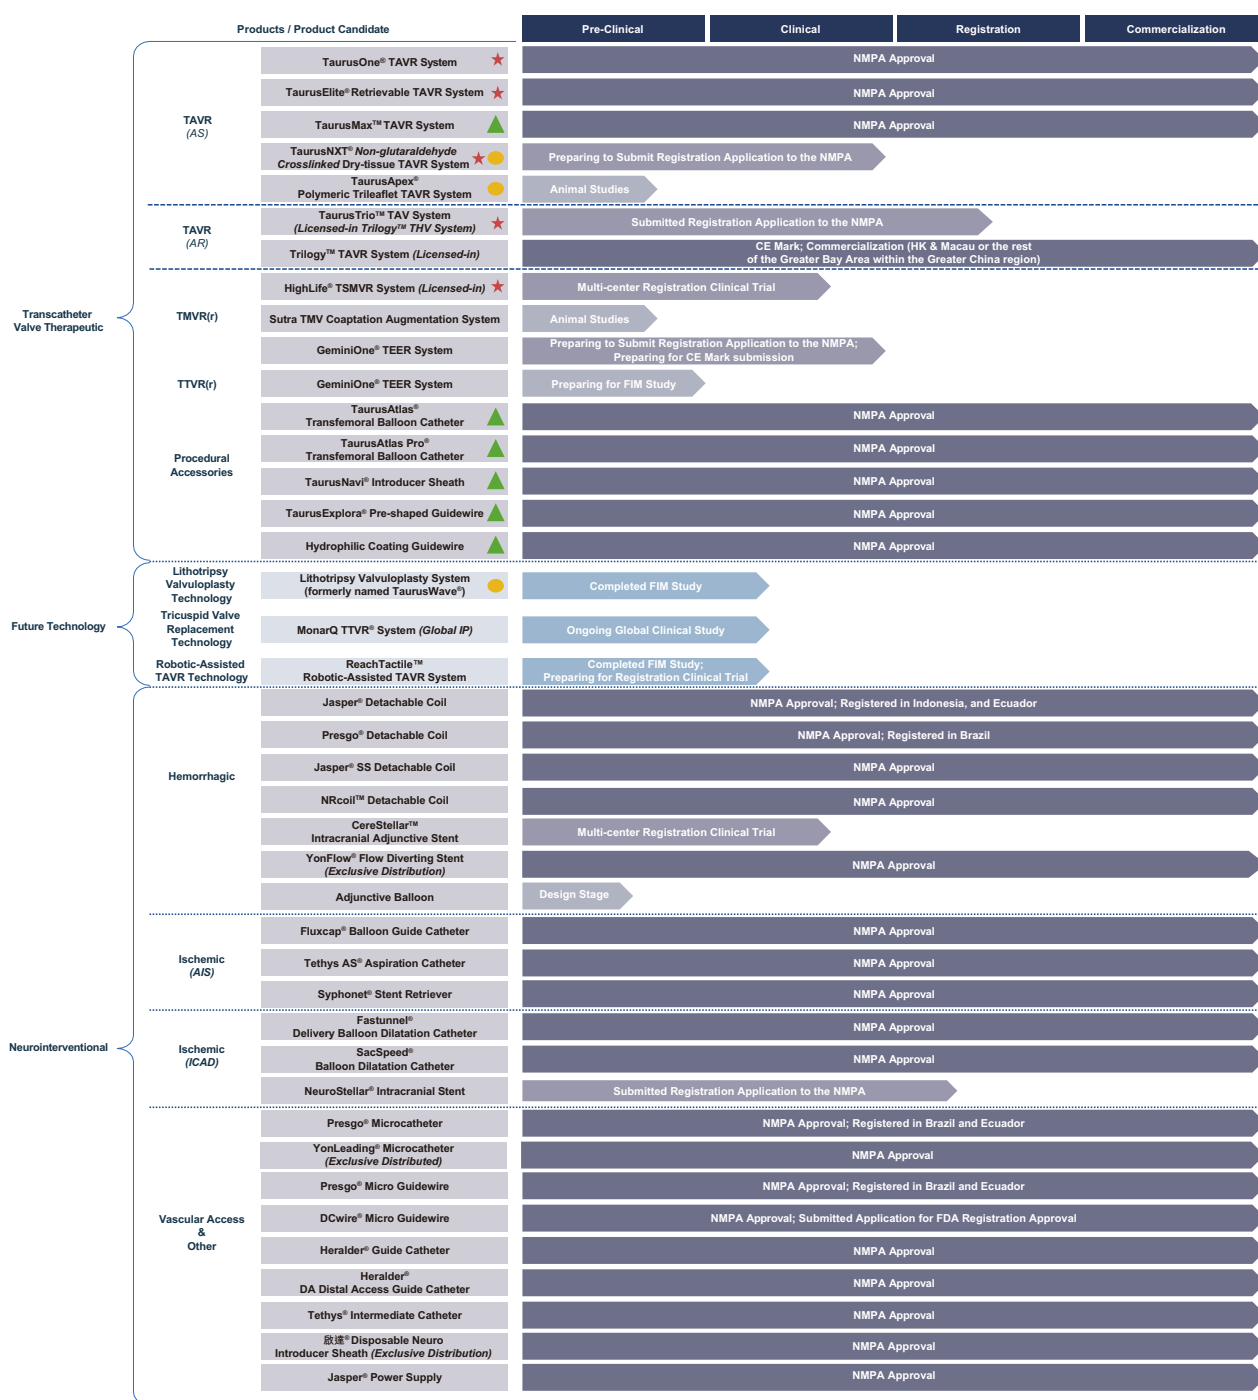 Products / Product Candidate
Pre-Clinical
Clinical
Registration
Commercialization
Transcatheter
Valve Therapeutic
TAVR
(AS)
TaurusOne® TAVR System
NMPA Approval
TaurusElite® Retrievable TAVR System
NMPA Approval
TaurusMax™ TAVR System
NMPA Approval
TaurusNXT® Non-glutaraldehyde
Crosslinked Dry-tissue TAVR System
Preparing to Submit Registration Application to the NMPA
TaurusApex®
Polymeric Trileaflet TAVR System
Animal Studies
TAVR
(AR)
TaurusTrio™ TAV System
(Licensed-in Trilogy™ THV System)
Submitted Registration Application to the NMPA
Trilogy™ TAVR System (Licensed-in)
CE Mark; Commercialization (HK & Macau or the rest
of the Greater Bay Area within the Greater China region)
TMVR(r)
HighLife® TSMVR System (Licensed-in)
Multi-center Registration Clinical Trial
Sutra TMV Coaptation Augmentation System
Animal Studies
GeminiOne® TEER System
Preparing to Submit Registration Application to the NMPA;
Preparing for CE Mark submission
TTVR(r)
GeminiOne® TEER System
Preparing for FIM Study
Procedural
Accessories
TaurusAtlas®
Transfemoral Balloon Catheter
NMPA Approval
TaurusAtlas Pro®
Transfemoral Balloon Catheter
NMPA Approval
TaurusNavi® Introducer Sheath
NMPA Approval
TaurusExplora® Pre-shaped Guidewire
NMPA Approval
Hydrophilic Coating Guidewire
NMPA Approval
Future Technology
Lithotripsy
Valvuloplasty
Technology
Lithotripsy Valvuloplasty System
(formerly named TaurusWave®)
Completed FIM Study
Tricuspid Valve
Replacement
Technology
MonarQ TTVR® System (Global IP)
Ongoing Global Clinical Study
Robotic-Assisted
TAVR Technology
ReachTactile™
Robotic-Assisted TAVR System
Completed FIM Study;
Preparing for Registration Clinical Trial
Neurointerventional
Hemorrhagic
Jasper® Detachable Coil
NMPA Approval; Registered in Indonesia, and Ecuador
Presgo® Detachable Coil
NMPA Approval; Registered in Brazil
Jasper® SS Detachable Coil
NMPA Approval
NRcoil™ Detachable Coil
NMPA Approval
CereStellar™
Intracranial Adjunctive Stent
Multi-center Registration Clinical Trial
YonFlow® Flow Diverting Stent
(Exclusive Distribution)
NMPA Approval
Adjunctive Balloon
Design Stage
Ischemic
(AIS)
Fluxcap® Balloon Guide Catheter
NMPA Approval
Tethys AS® Aspiration Catheter
NMPA Approval
Syphonet® Stent Retriever
NMPA Approval
Ischemic
(ICAD)
Fastunnel®
Delivery Balloon Dilatation Catheter
NMPA Approval
SacSpeed®
Balloon Dilatation Catheter
NMPA Approval
NeuroStellar® Intracranial Stent
Submitted Registration Application to the NMPA
Vascular Access
&
Other
Presgo® Microcatheter
NMPA Approval; Registered in Brazil and Ecuador
YonLeading® Microcatheter
(Exclusive Distributed)
NMPA Approval
Presgo® Micro Guidewire
NMPA Approval; Registered in Brazil and Ecuador
DCwire® Micro Guidewire
NMPA Approval; Submitted Application for FDA Registration Approval
Heralder® Guide Catheter
NMPA Approval
Heralder®
DA Distal Access Guide Catheter
NMPA Approval
Tethys® Intermediate Catheter
NMPA Approval
啟達® Disposable Neuro
Introducer Sheath (Exclusive Distribution)
NMPA Approval
Jasper® Power Supply
NMPA Approval